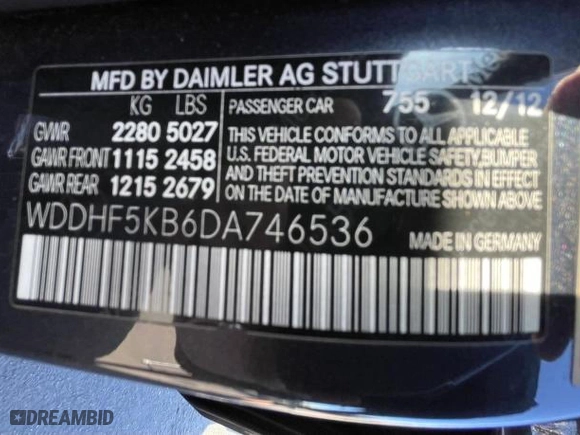 MFD BY DAIMLER AG STUTTGART
KG LBS PASSENGER CAR 755 12/12
GVWR 2280 5027 THIS VEHICLE CONFORMS TO ALL APPLICABLE
GAWR FRONT 1115 2458 U.S. FEDERAL MOTOR VEHICLE SAFETY, BUMPER
GAWR REAR 1215 2679 AND THEFT PREVENTION STANDARDS IN EFFECT
ON THE DATE OF MANUFACTURE SHOWN ABOVE
WDDHF5KB6DA746536 MADE IN GERMANY
DREAMBID